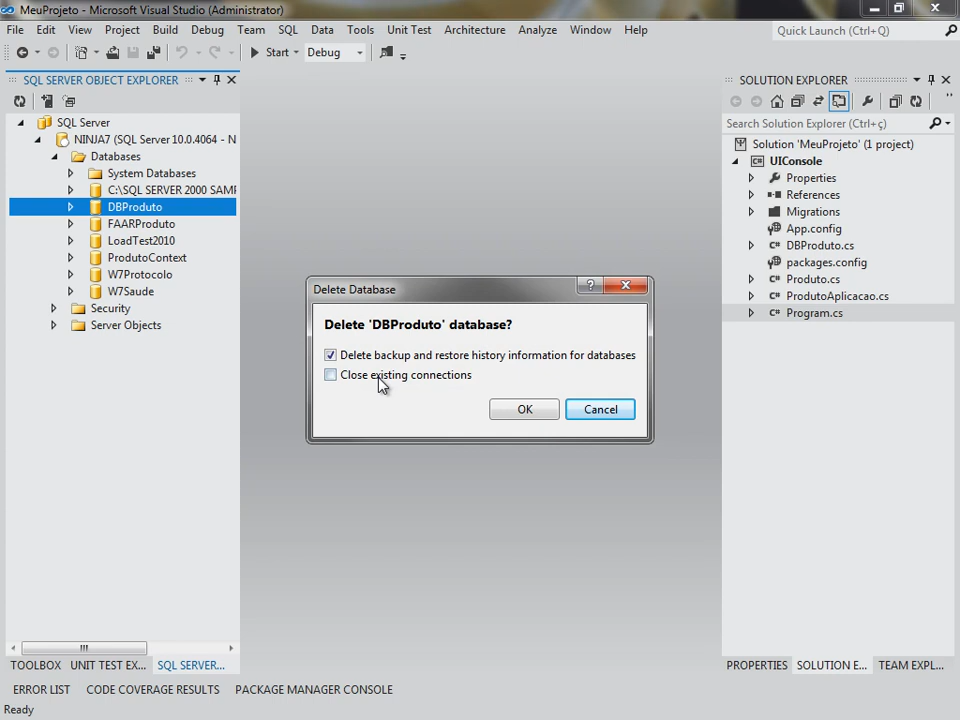 MeuProjeto - Microsoft Visual Studio (Administrator)
File Edit View Project Build Debug Team SQL Data Tools Unit Test Architecture Analyze Window Help
Quick Launch (Ctrl+Q)
Start Debug
SQL SERVER OBJECT EXPLORER
SQL Server
NINJA7 (SQL Server 10.0.4064 - N
Databases
System Databases
C:\SQL SERVER 2000 SAMP
DBProduto
FAARProduto
LoadTest2010
ProdutoContext
W7Protocolo
W7Saude
Security
Server Objects
Delete Database
Delete 'DBProduto' database?
Delete backup and restore history information for databases
Close existing connections
OK Cancel
SOLUTION EXPLORER
Search Solution Explorer (Ctrl+ç)
Solution 'MeuProjeto' (1 project)
UIConsole
Properties
References
Migrations
App.config
DBProduto.cs
packages.config
Produto.cs
ProdutoAplicacao.cs
Program.cs
TOOLBOX UNIT TEST EX... SQL SERVER...
PROPERTIES SOLUTION E... TEAM EXPL...
ERROR LIST CODE COVERAGE RESULTS PACKAGE MANAGER CONSOLE
Ready